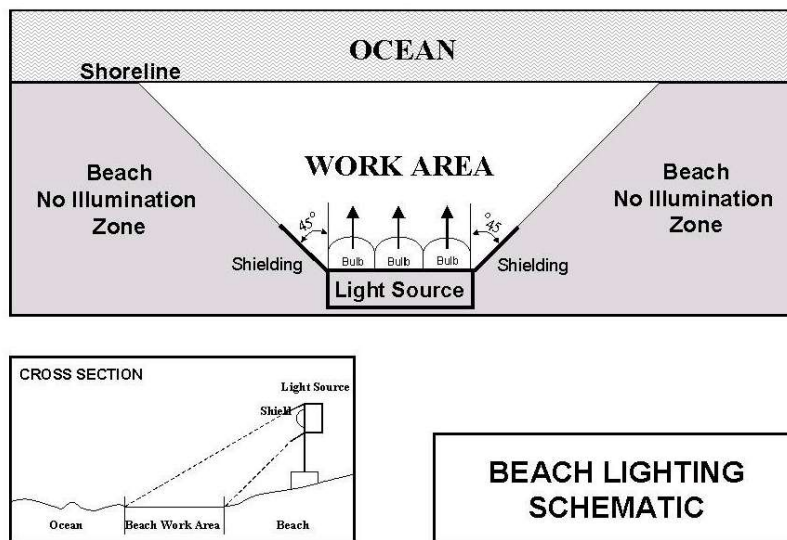 OCEAN
Shoreline
WORK AREA
Beach
No Illumination
Zone
Beach
No Illumination
Zone
45°
°45
Shielding
Bulb
Bulb
Bulb
Shielding
Light Source
CROSS SECTION
Light Source
Shield
Ocean
Beach Work Area
Beach
BEACH LIGHTING
SCHEMATIC